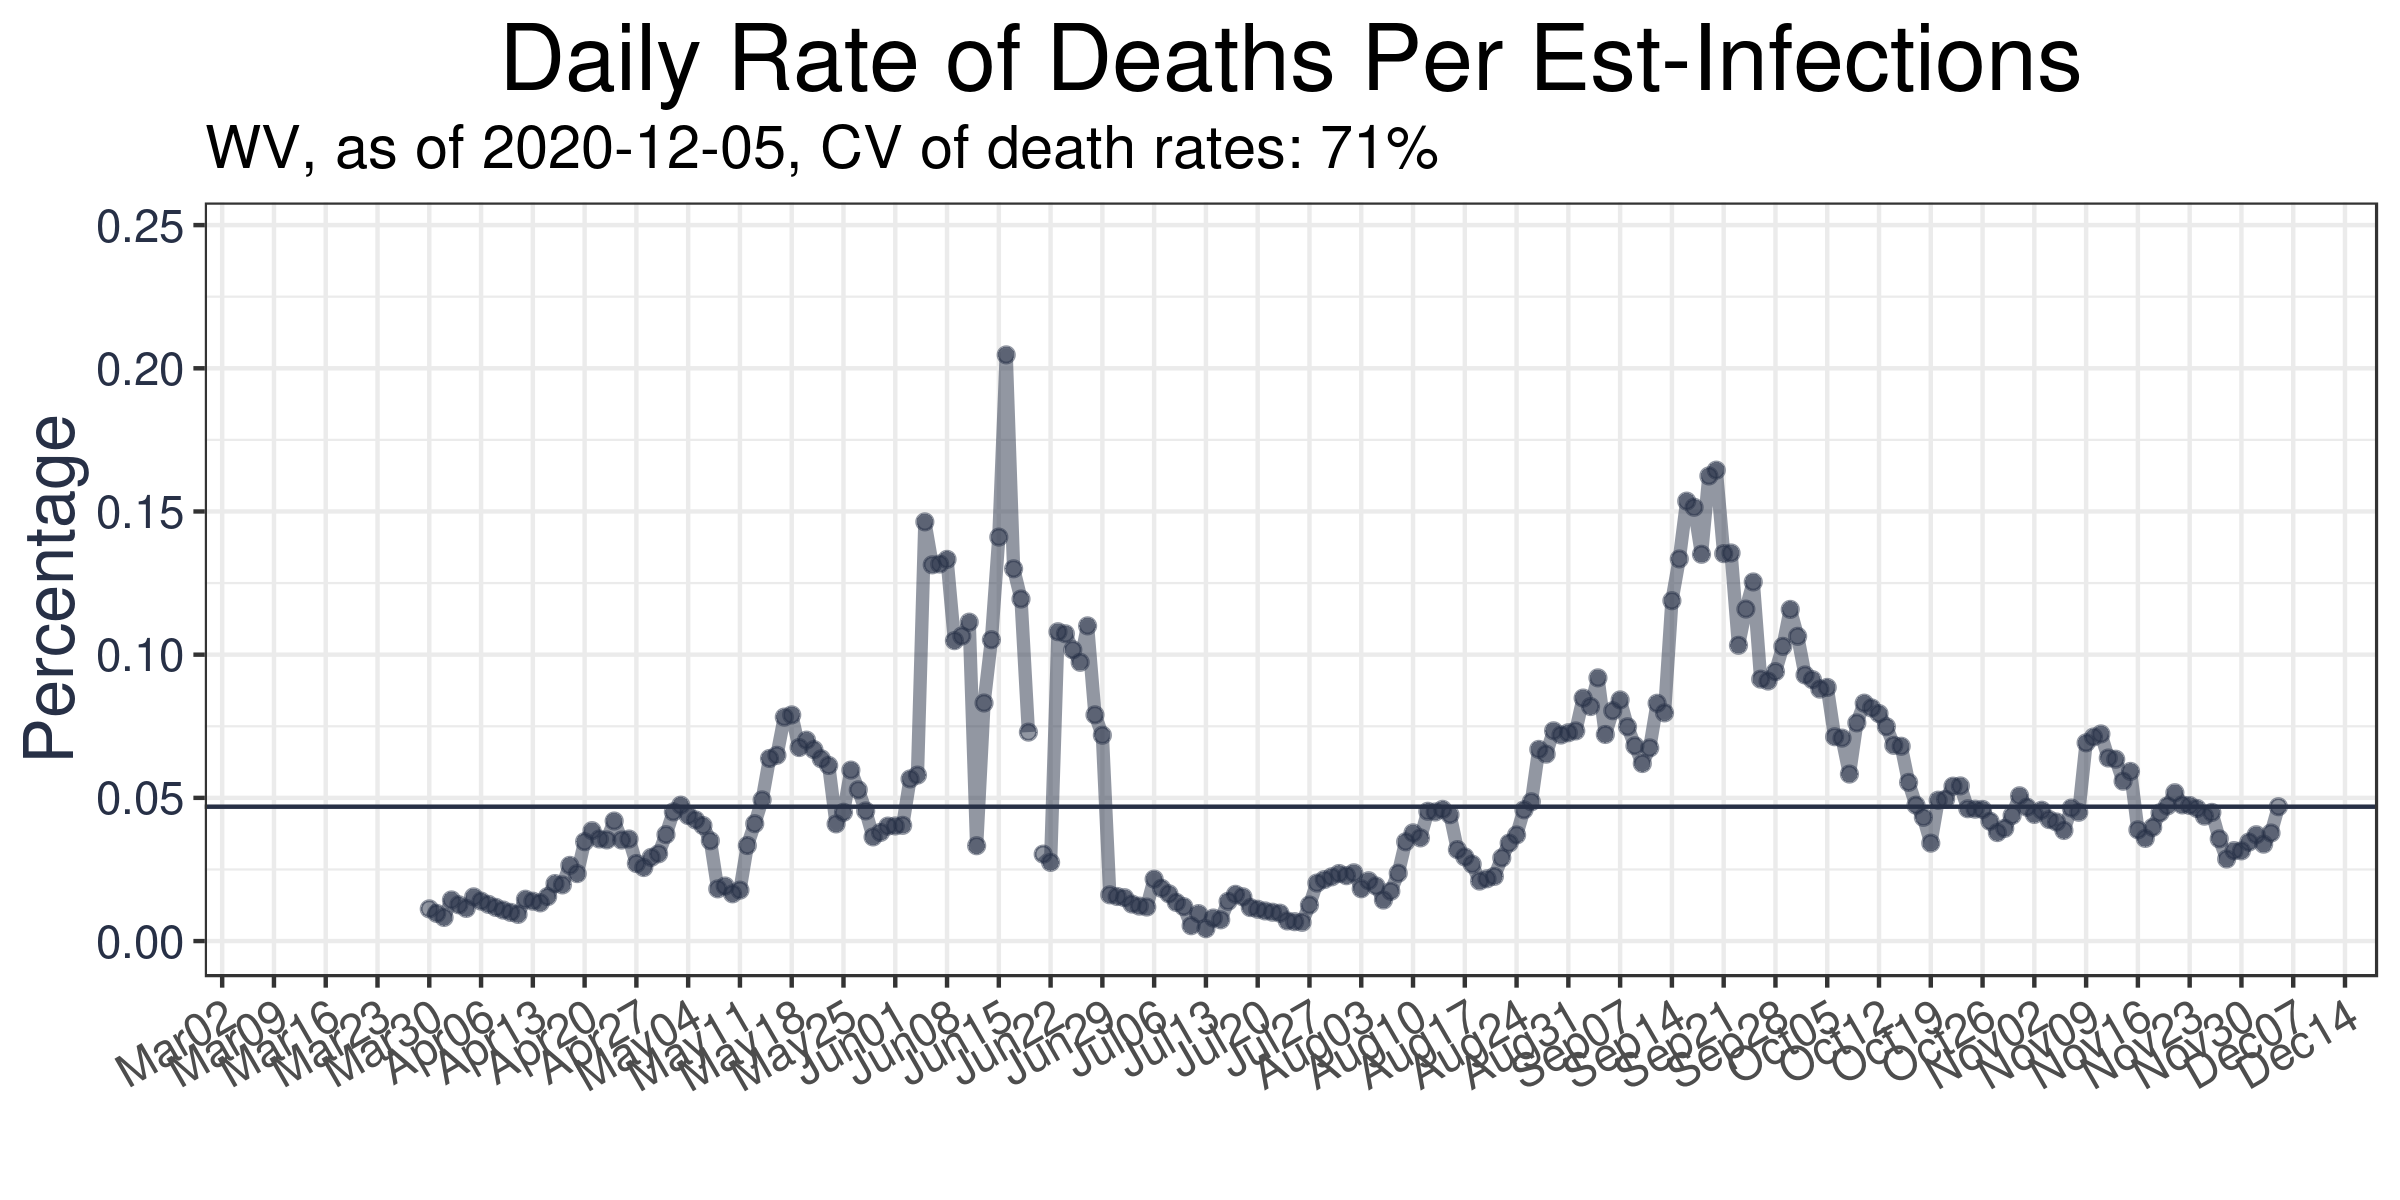 Daily Rate of Deaths Per Est-Infections
WV, as of 2020-12-05, CV of death rates: 71%
Percentage
0.25
0.20
0.15
0.10
0.05
0.00
Mar02
Mar09
Mar16
Mar23
Mar30
Apr06
Apr13
Apr20
Apr27
May04
May11
May18
May25
Jun01
Jun08
Jun15
Jun22
Jun29
Jul06
Jul13
Jul20
Jul27
Aug03
Aug10
Aug17
Aug24
Aug31
Sep07
Sep14
Sep21
Sep28
Oct05
Oct12
Oct19
Oct26
Nov02
Nov09
Nov16
Nov23
Nov30
Dec07
Dec14